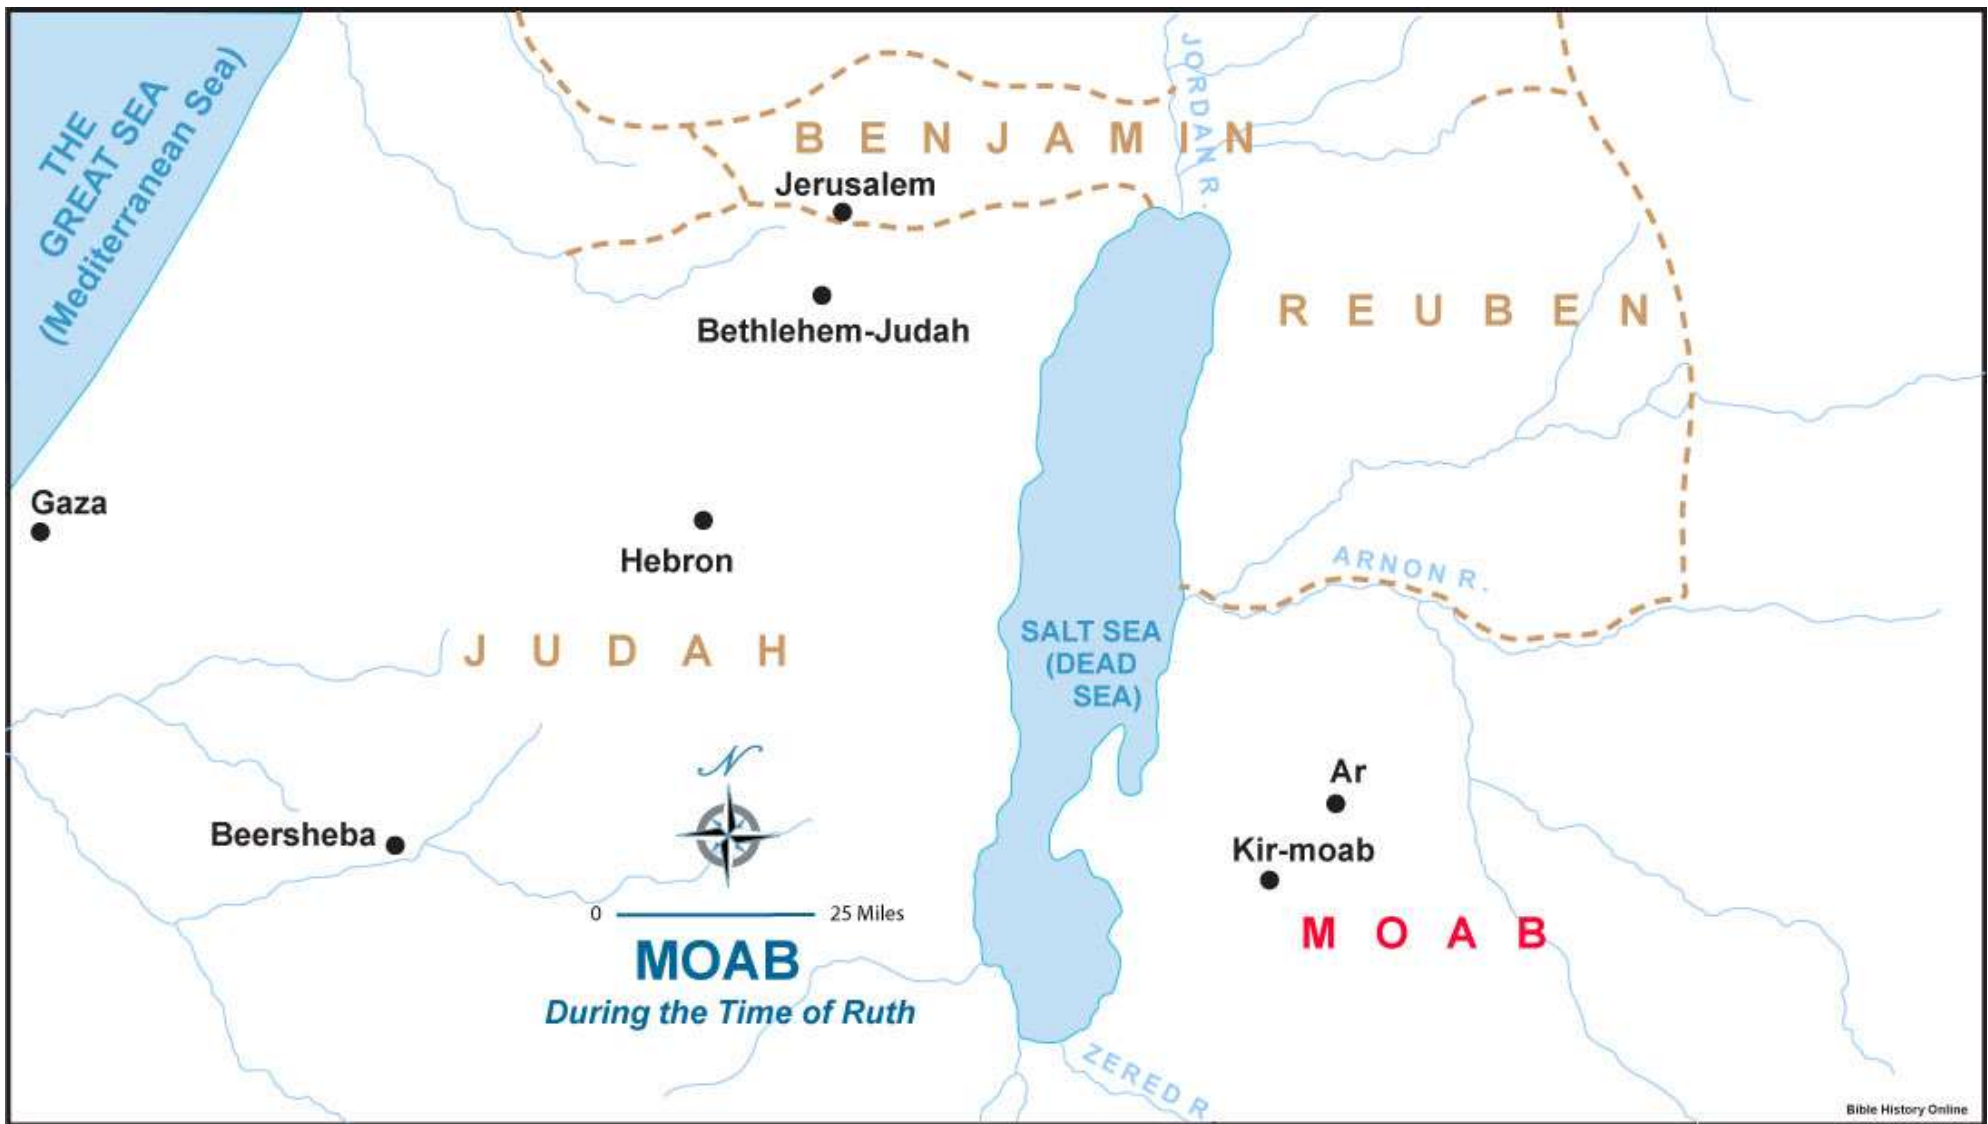 THE
GREAT SEA
(Mediterranean Sea)
JORDAN R.
BENJAMIN
Jerusalem
Bethlehem-Judah
REUBEN
Gaza
Hebron
ARNON R.
JUDAH
SALT SEA
(DEAD
SEA)
N
Ar
Beersheba
Kir-moab
0 25 Miles
MOAB
MOAB
During the Time of Ruth
ZERED R
Bible History Online